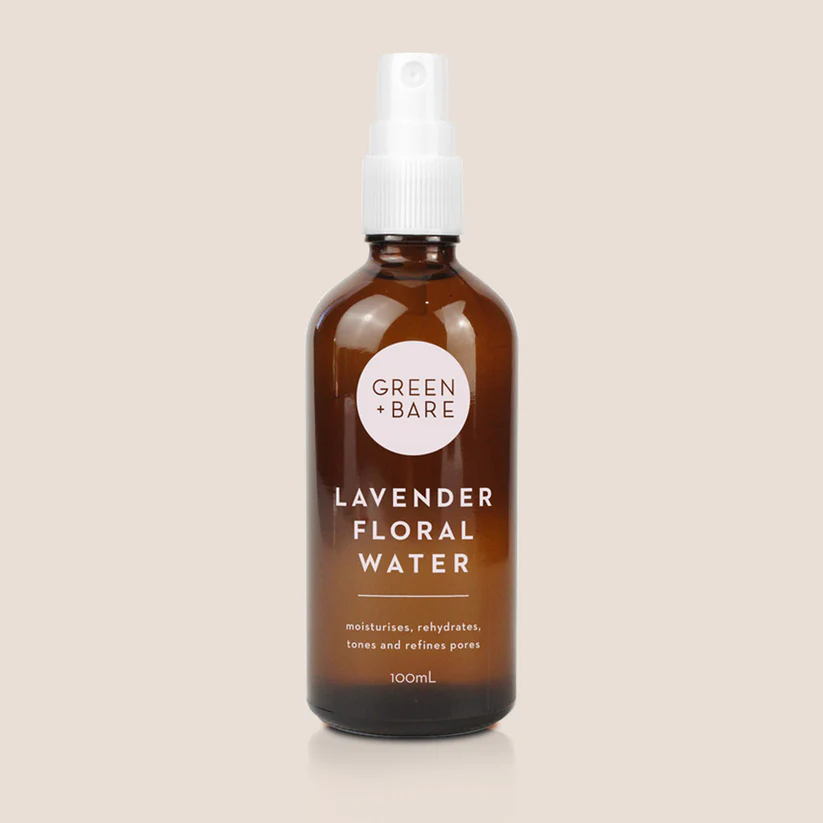 GREEN
+ BARE
LAVENDER
FLORAL
WATER
moisturises, rehydrates,
tones and refines pores
100mL